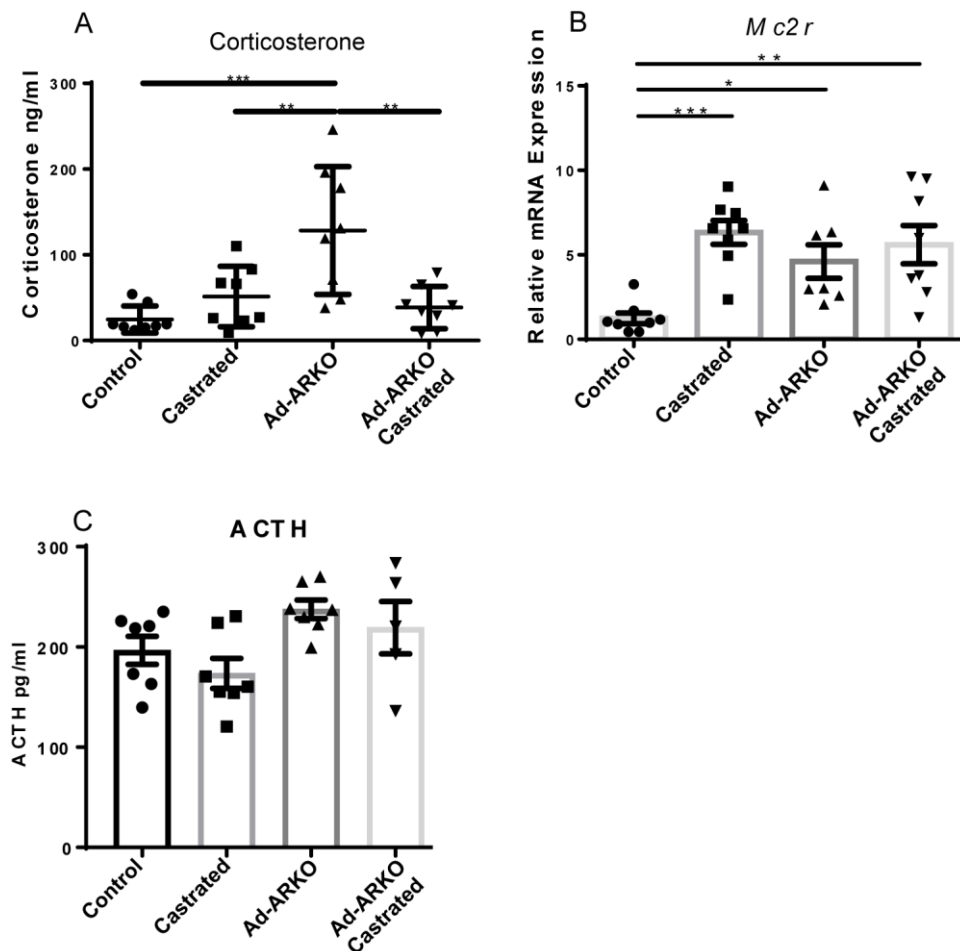 A
Corticosterone
Corticosterone ng/ml
300
200
100
0
***
**
**
Control
Castrated
Ad-ARKO
Ad-ARKO
Castrated
B
Mc2r
Relative mRNA Expression
15
10
5
0
**
*
***
Control
Castrated
Ad-ARKO
Ad-ARKO
Castrated
C
ACTH
ACTH pg/ml
300
200
100
0
Control
Castrated
Ad-ARKO
Ad-ARKO
Castrated